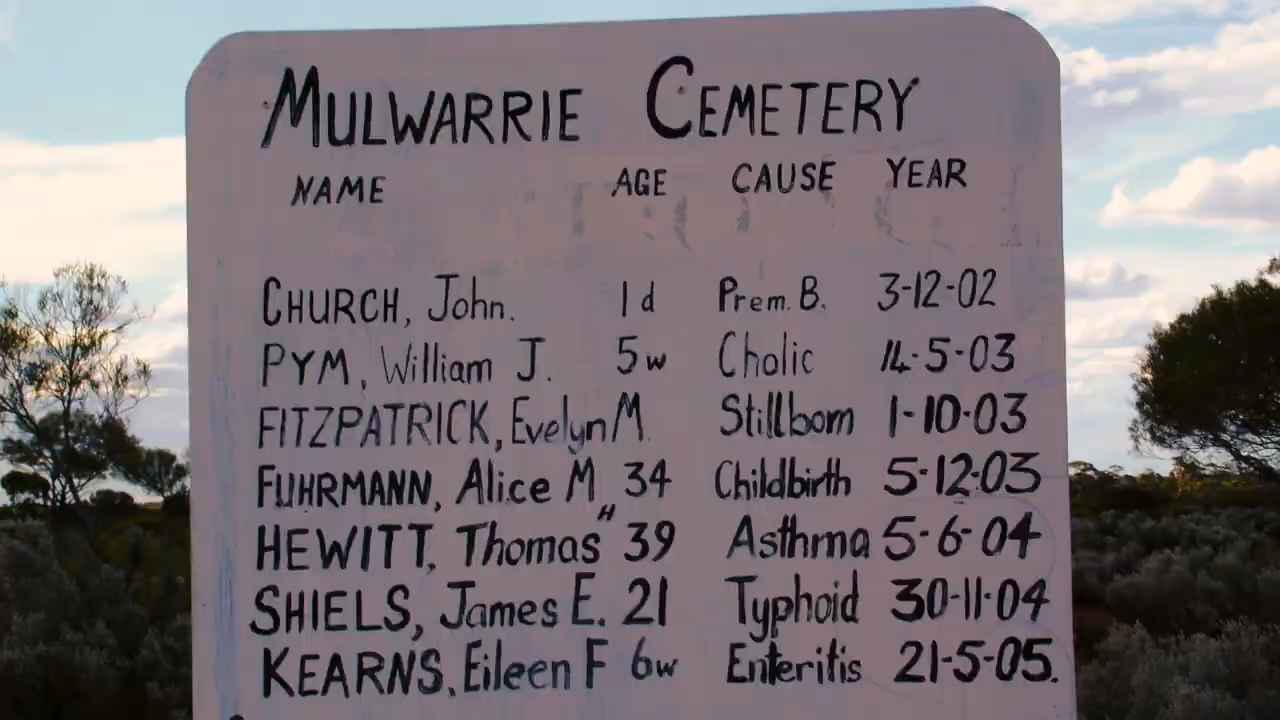 MULWARRIE CEMETERY
NAME AGE CAUSE YEAR
CHURCH, John. 1d Prem. B. 3-12-02
PYM, William J. 5w Cholic 14-5-03
FITZPATRICK, Evelyn M. Stillborn 1-10-03
FUHRMANN, Alice M 34 Childbirth 5-12-03
HEWITT, Thomas H 39 Asthma 5-6-04
SHIELS, James E. 21 Typhoid 30-11-04
KEARNS, Eileen F 6w Enteritis 21-5-05.